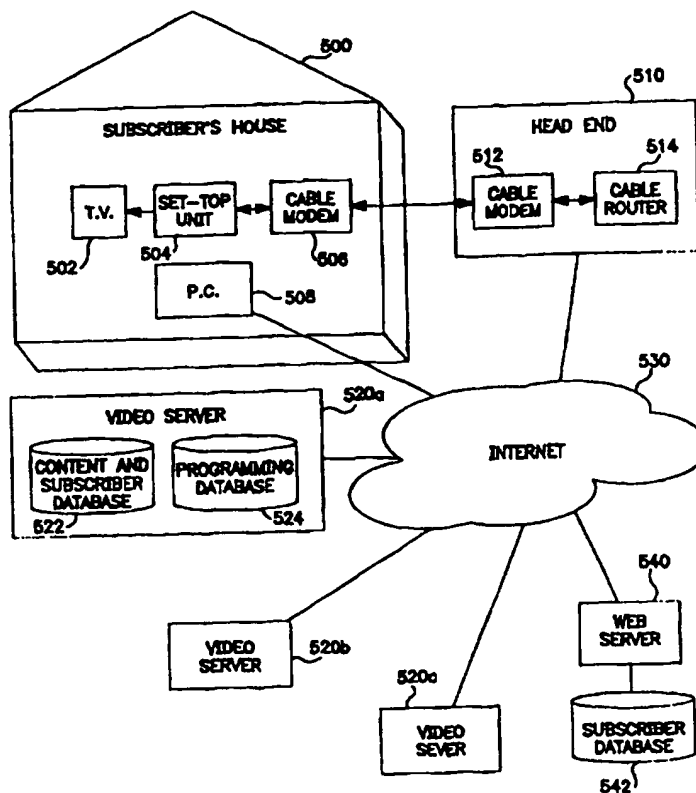 500
SUBSCRIBER'S HOUSE
T.V.
502
SET-TOP
UNIT
504
CABLE
MODEM
506
P.C.
508
510
HEAD END
512
CABLE
MODEM
514
CABLE
ROUTER
520a
VIDEO SERVER
CONTENT AND
SUBSCRIBER
DATABASE
522
PROGRAMMING
DATABASE
524
530
INTERNET
VIDEO
SERVER
520b
520c
VIDEO
SEVER
540
WEB
SERVER
SUBSCRIBER
DATABASE
542